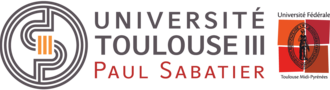 UNIVERSITÉ
TOULOUSE III
PAUL SABATIER
Université Fédérale
Toulouse Midi-Pyrénées